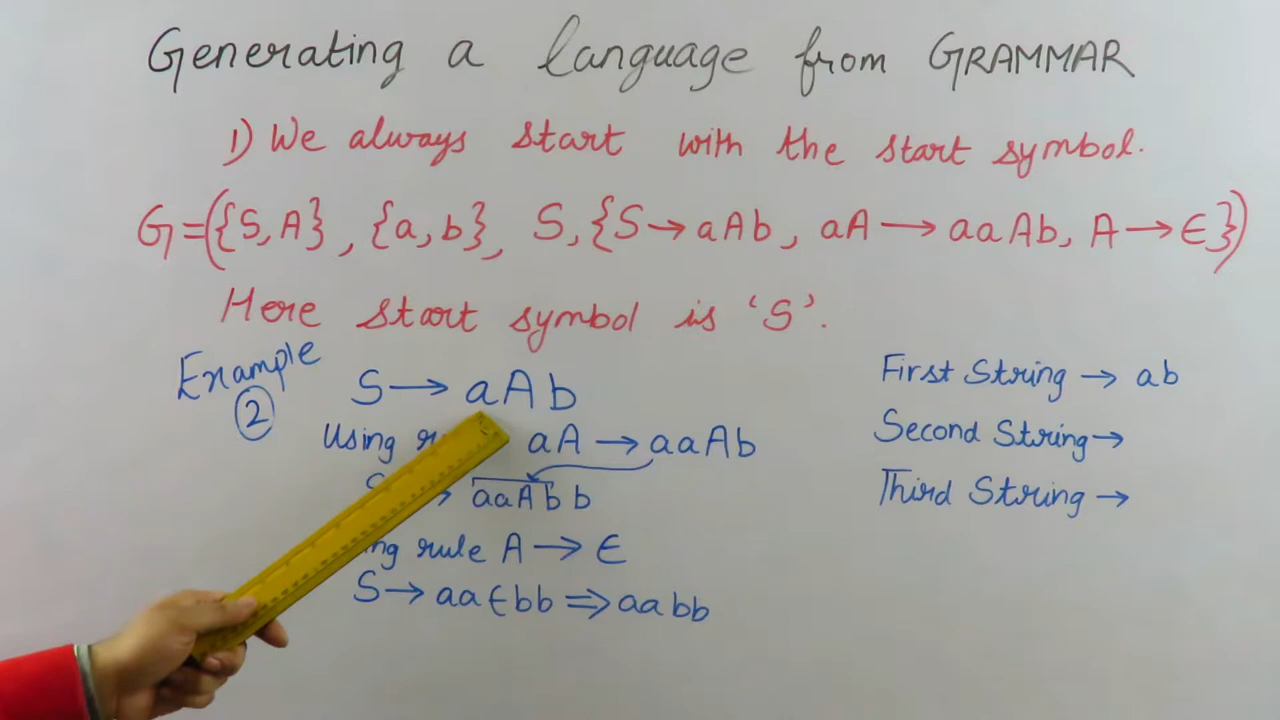 Generating a language from GRAMMAR
1) We always start with the start symbol.
G=({S,A}, {a,b}, S, {S→aAb, aA→aaAb, A→ϵ})
Here start symbol is 'S'.
Example
②
S→aAb
Using aA→aaAb
→ aaAbb
rule A→ϵ
S→aaϵbb⇒aabb
First String → ab
Second String→
Third String →